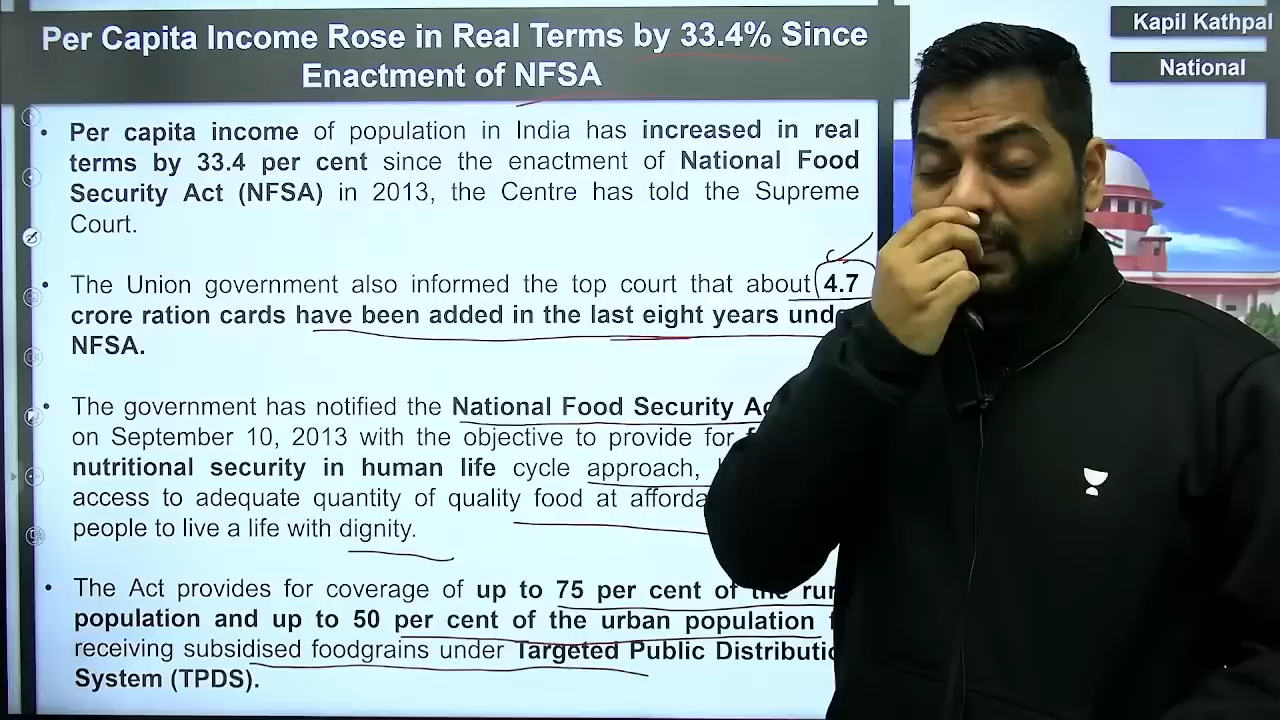 Per Capita Income Rose in Real Terms by 33.4% Since
Enactment of NFSA
Kapil Kathpal
National
• Per capita income of population in India has increased in real
terms by 33.4 per cent since the enactment of National Food
Security Act (NFSA) in 2013, the Centre has told the Supreme
Court.
• The Union government also informed the top court that about 4.7
crore ration cards have been added in the last eight years
NFSA.
• The government has notified the National Food Security
on September 10, 2013 with the objective to provide for
nutritional security in human life cycle approach,
access to adequate quantity of quality food at
people to live a life with dignity.
• The Act provides for coverage of up to 75 per cent of the
population and up to 50 per cent of the urban population
receiving subsidised foodgrains under Targeted Public
System (TPDS).